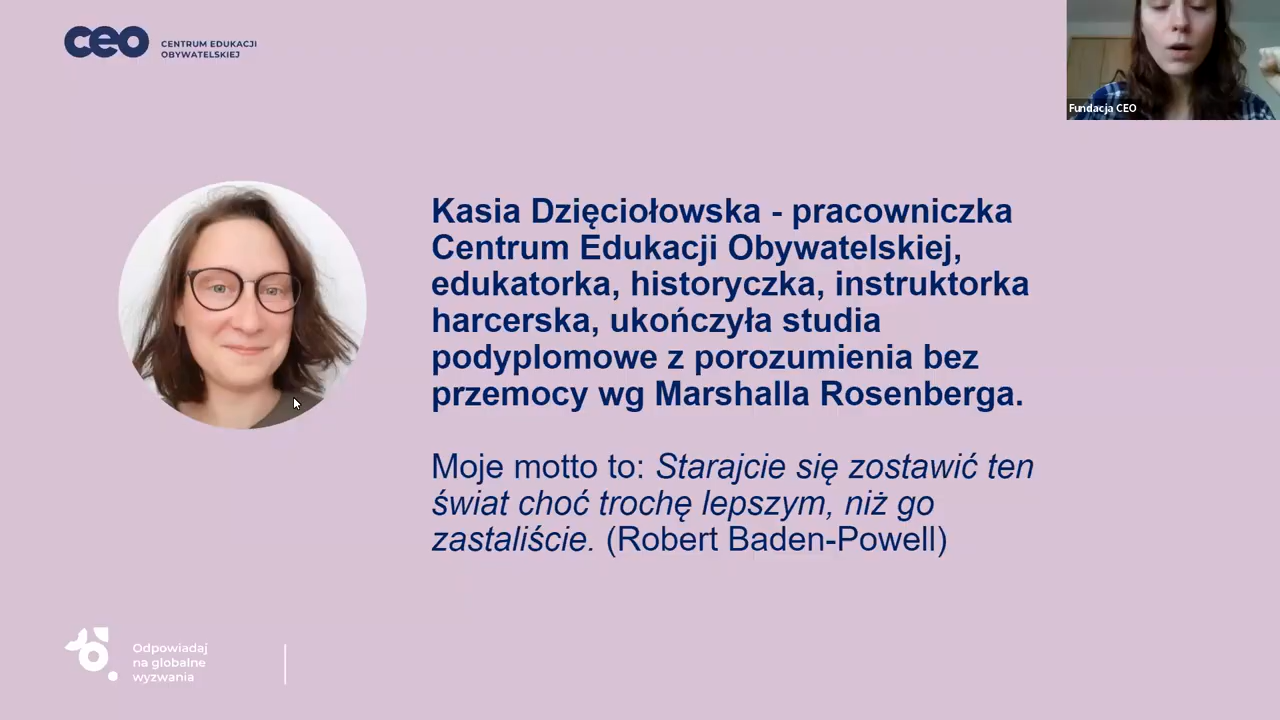 ceo
CENTRUM EDUKACJI
OBYWATELSKIEJ
Fundacja CEO
Kasia Dzięciołowska - pracowniczka
Centrum Edukacji Obywatelskiej,
edukatorka, historyczka, instruktorka
harcerska, ukończyła studia
podyplomowe z porozumienia bez
przemocy wg Marshalla Rosenberga.
Moje motto to: Starajcie się zostawić ten
świat choć trochę lepszym, niż go
zastaliście. (Robert Baden-Powell)
Odpowiadaj
na globalne
wyzwania